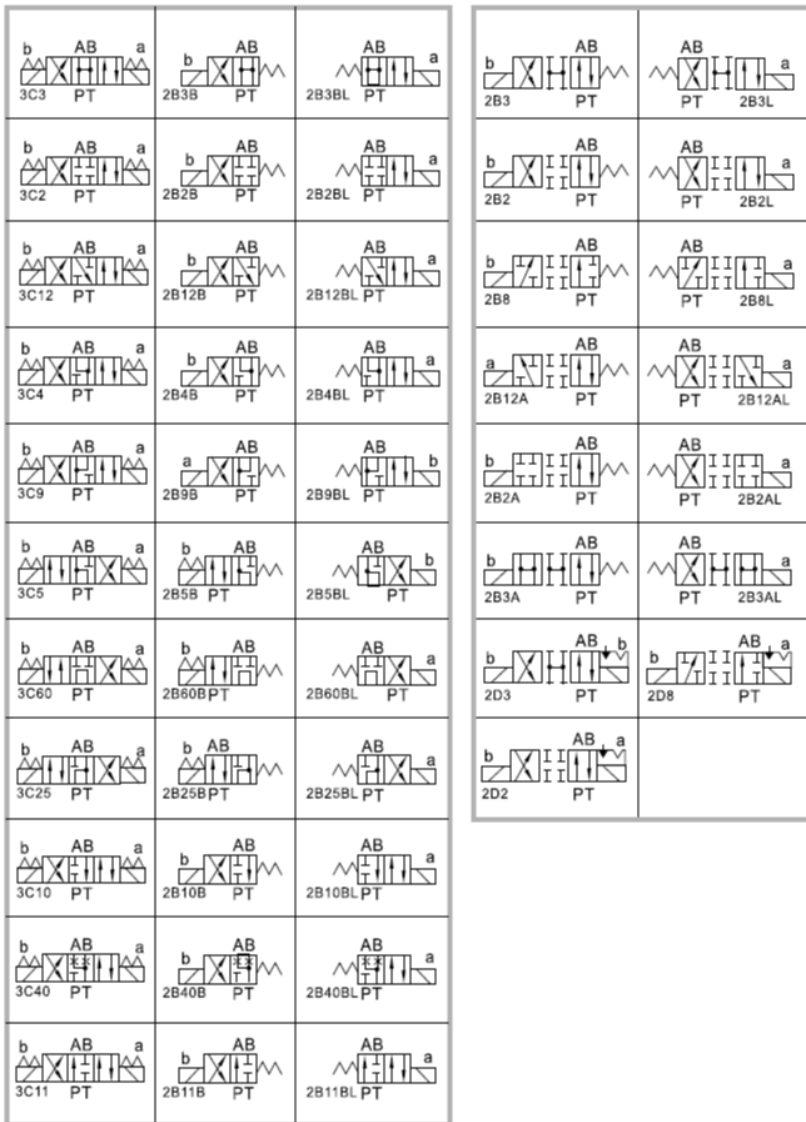 b AB a
3C3 PT
b AB
2B3B PT
AB a
2B3BL PT
b AB a
3C2 PT
b AB
2B2B PT
AB a
2B2BL PT
b AB a
3C12 PT
b AB
2B12B PT
AB a
2B12BL PT
b AB a
3C4 PT
b AB
2B4B PT
AB a
2B4BL PT
b AB a
3C9 PT
a AB
2B9B PT
AB b
2B9BL PT
b AB a
3C5 PT
b AB
2B5B PT
AB b
2B5BL PT
b AB a
3C60 PT
b AB
2B60B PT
AB a
2B60BL PT
b AB a
3C25 PT
b AB
2B25B PT
AB a
2B25BL PT
b AB a
3C10 PT
b AB
2B10B PT
AB a
2B10BL PT
b AB a
3C40 PT
b AB
2B40B PT
AB a
2B40BL PT
b AB a
3C11 PT
b AB
2B11B PT
AB a
2B11BL PT
b AB
2B3 PT
AB a
PT 2B3L
b AB
2B2 PT
AB a
PT 2B2L
b AB
2B8 PT
AB a
PT 2B8L
a AB
2B12A PT
AB a
PT 2B12AL
b AB
2B2A PT
AB a
PT 2B2AL
b AB
2B3A PT
AB a
PT 2B3AL
b AB b
2D3 PT
b AB a
2D8 PT
b AB a
2D2 PT